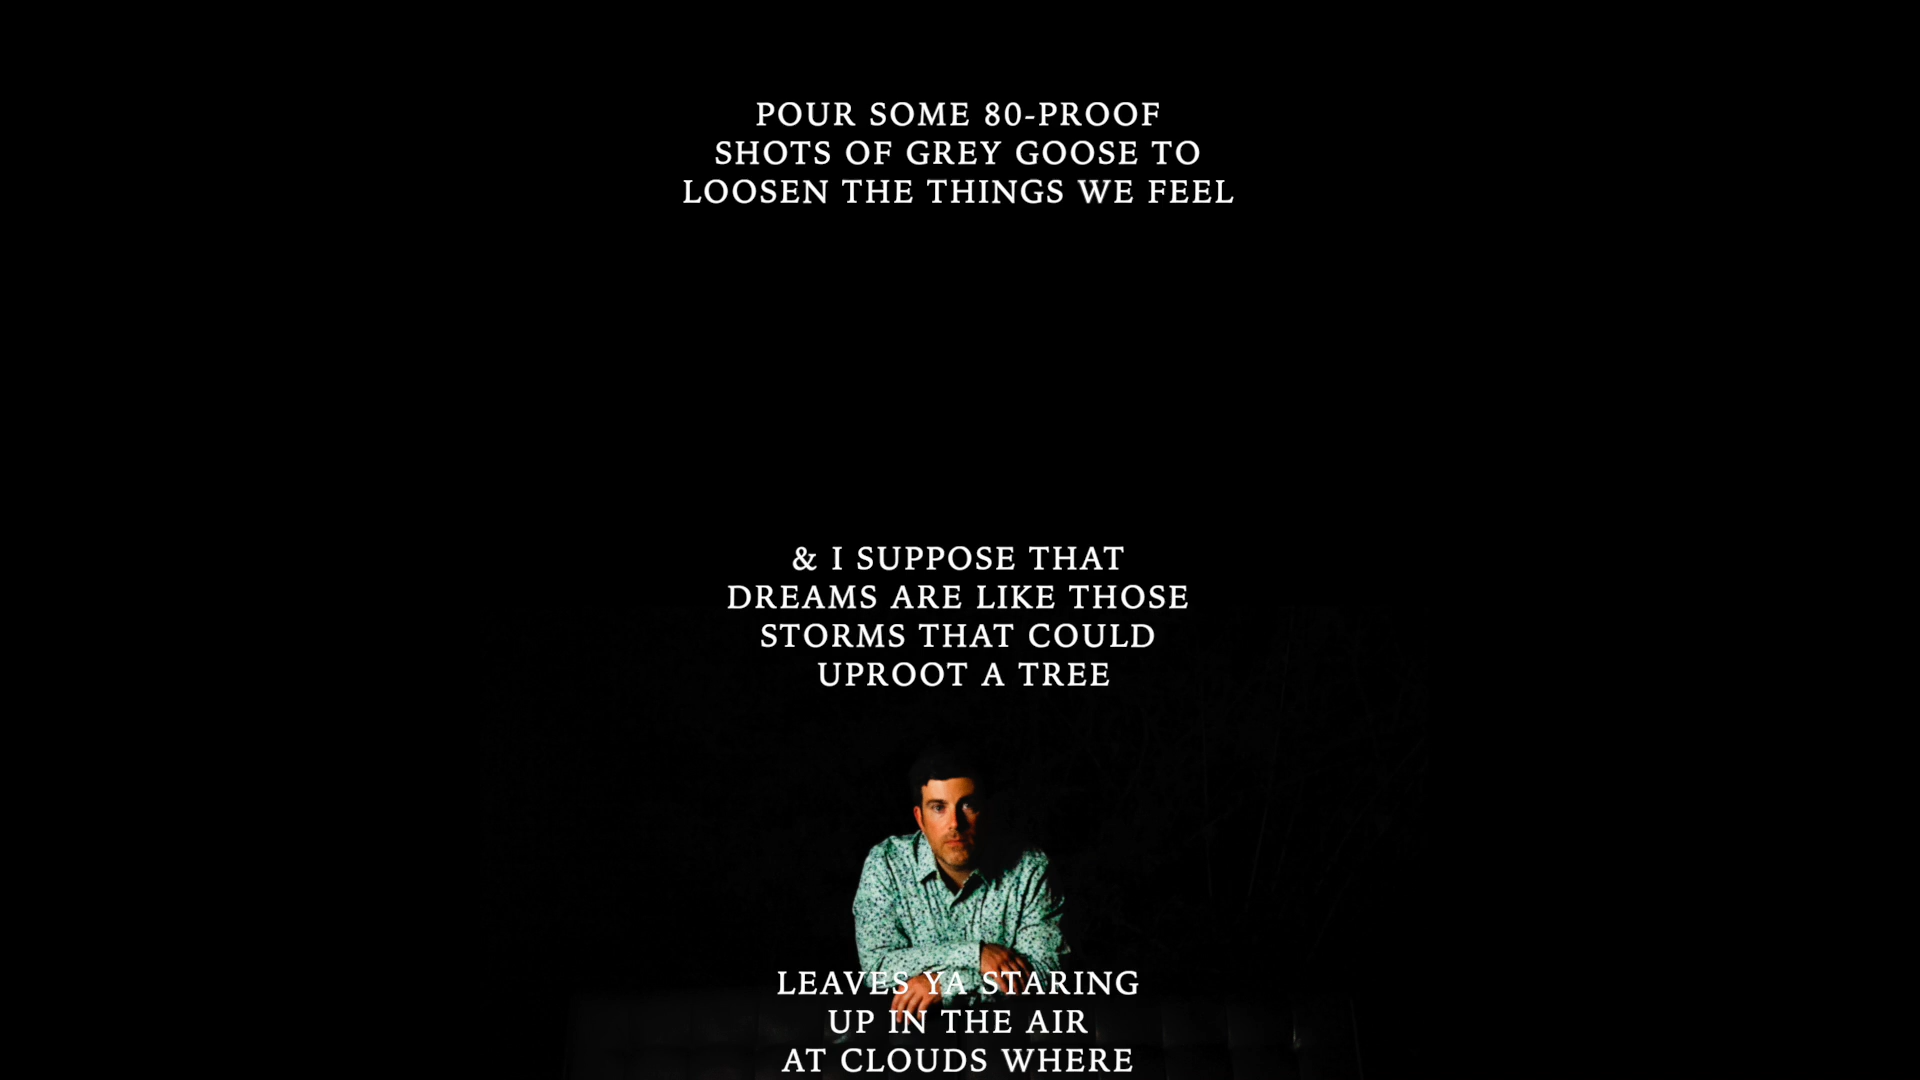 POUR SOME 80-PROOF
SHOTS OF GREY GOOSE TO
LOOSEN THE THINGS WE FEEL
& I SUPPOSE THAT
DREAMS ARE LIKE THOSE
STORMS THAT COULD
UPROOT A TREE
LEAVES YA STARING
UP IN THE AIR
AT CLOUDS WHERE